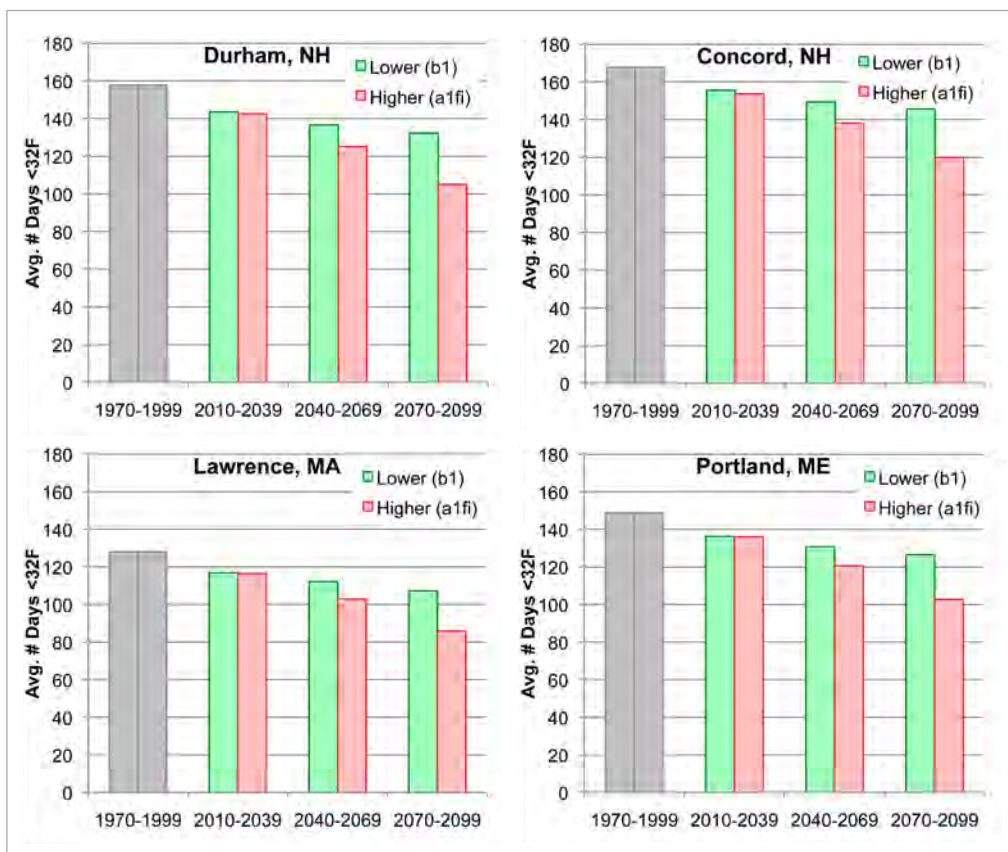 Durham, NH
Avg. # Days <32F
180
160
140
120
100
80
60
40
20
0
Lower (b1)
Higher (a1fi)
1970-1999 2010-2039 2040-2069 2070-2099
Concord, NH
Avg. # Days <32F
180
160
140
120
100
80
60
40
20
0
Lower (b1)
Higher (a1fi)
1970-1999 2010-2039 2040-2069 2070-2099
Lawrence, MA
Avg. # Days <32F
180
160
140
120
100
80
60
40
20
0
Lower (b1)
Higher (a1fi)
1970-1999 2010-2039 2040-2069 2070-2099
Portland, ME
Avg. # Days <32F
180
160
140
120
100
80
60
40
20
0
Lower (b1)
Higher (a1fi)
1970-1999 2010-2039 2040-2069 2070-2099